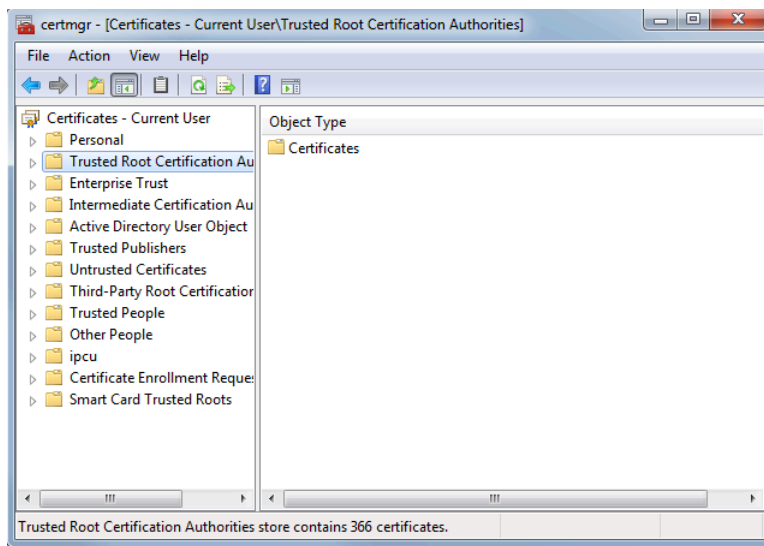 certmgr - [Certificates - Current User\Trusted Root Certification Authorities]
File Action View Help
Certificates - Current User
Personal
Trusted Root Certification Au
Enterprise Trust
Intermediate Certification Au
Active Directory User Object
Trusted Publishers
Untrusted Certificates
Third-Party Root Certification
Trusted People
Other People
ipcu
Certificate Enrollment Reques
Smart Card Trusted Roots
Object Type
Certificates
Trusted Root Certification Authorities store contains 366 certificates.